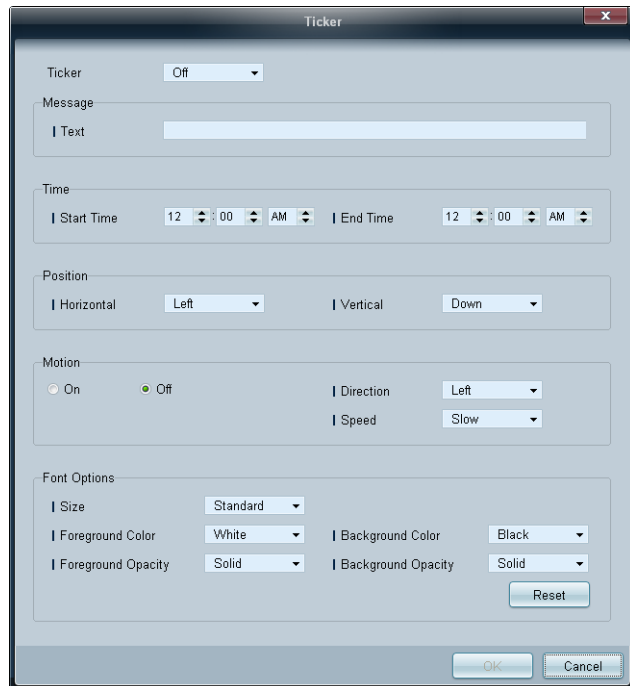 Ticker
x
Ticker Off
Message
Text
Time
Start Time 12 : 00 AM End Time 12 : 00 AM
Position
Horizontal Left Vertical Down
Motion
On Off Direction Left
Speed Slow
Font Options
Size Standard
Foreground Color White Background Color Black
Foreground Opacity Solid Background Opacity Solid
Reset
OK Cancel